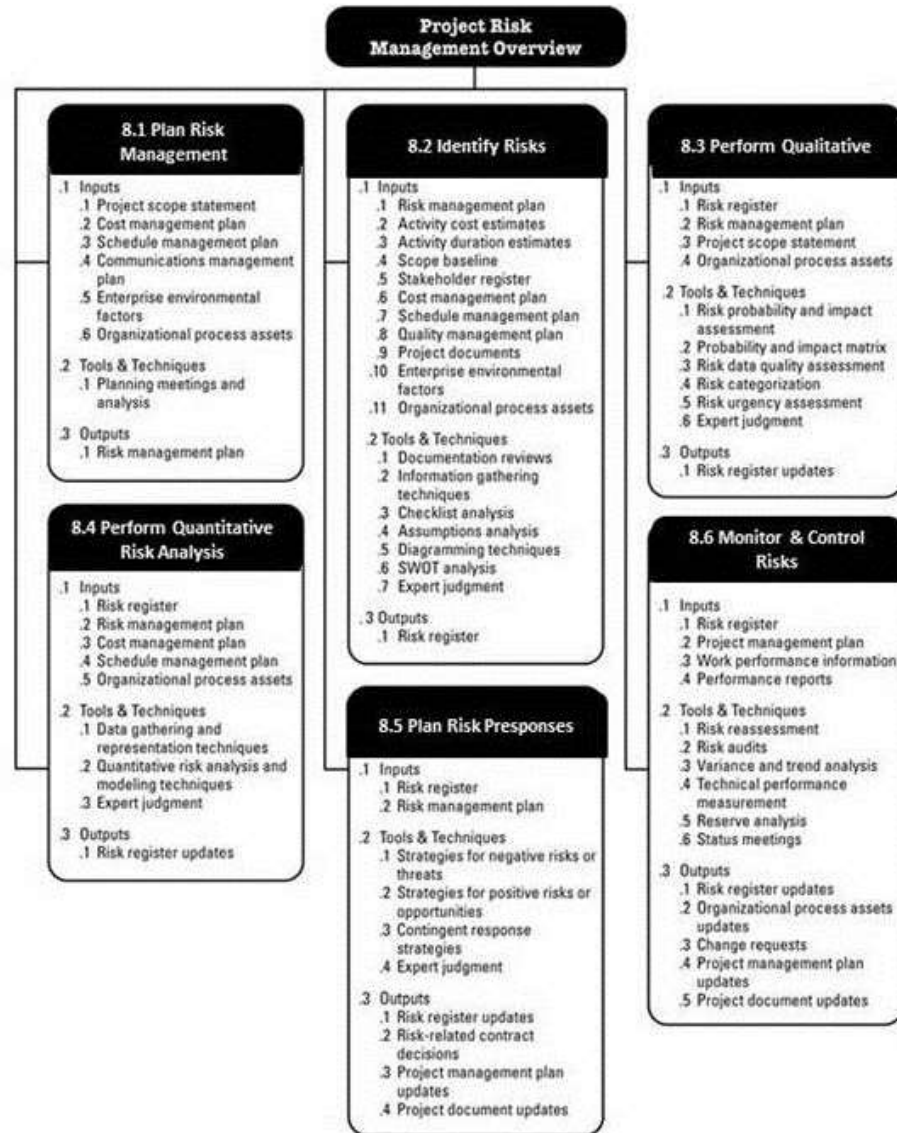 Project Risk
Management Overview
8.1 Plan Risk
Management
.1 Inputs
.1 Project scope statement
.2 Cost management plan
.3 Schedule management plan
.4 Communications management
plan
.5 Enterprise environmental
factors
.6 Organizational process assets
.2 Tools & Techniques
.1 Planning meetings and
analysis
.3 Outputs
.1 Risk management plan
8.2 Identify Risks
.1 Inputs
.1 Risk management plan
.2 Activity cost estimates
.3 Activity duration estimates
.4 Scope baseline
.5 Stakeholder register
.6 Cost management plan
.7 Schedule management plan
.8 Quality management plan
.9 Project documents
.10 Enterprise environmental
factors
.11 Organizational process assets
.2 Tools & Techniques
.1 Documentation reviews
.2 Information gathering
techniques
.3 Checklist analysis
.4 Assumptions analysis
.5 Diagramming techniques
.6 SWOT analysis
.7 Expert judgment
.3 Outputs
.1 Risk register
8.3 Perform Qualitative
.1 Inputs
.1 Risk register
.2 Risk management plan
.3 Project scope statement
.4 Organizational process assets
.2 Tools & Techniques
.1 Risk probability and impact
assessment
.2 Probability and impact matrix
.3 Risk data quality assessment
.4 Risk categorization
.5 Risk urgency assessment
.6 Expert judgment
.3 Outputs
.1 Risk register updates
8.4 Perform Quantitative
Risk Analysis
.1 Inputs
.1 Risk register
.2 Risk management plan
.3 Cost management plan
.4 Schedule management plan
.5 Organizational process assets
.2 Tools & Techniques
.1 Data gathering and
representation techniques
.2 Quantitative risk analysis and
modeling techniques
.3 Expert judgment
.3 Outputs
.1 Risk register updates
8.5 Plan Risk Presponses
.1 Inputs
.1 Risk register
.2 Risk management plan
.2 Tools & Techniques
.1 Strategies for negative risks or
threats
.2 Strategies for positive risks or
opportunities
.3 Contingent response
strategies
.4 Expert judgment
.3 Outputs
.1 Risk register updates
.2 Risk-related contract
decisions
.3 Project management plan
updates
.4 Project document updates
8.6 Monitor & Control
Risks
.1 Inputs
.1 Risk register
.2 Project management plan
.3 Work performance information
.4 Performance reports
.2 Tools & Techniques
.1 Risk reassessment
.2 Risk audits
.3 Variance and trend analysis
.4 Technical performance
measurement
.5 Reserve analysis
.6 Status meetings
.3 Outputs
.1 Risk register updates
.2 Organizational process assets
updates
.3 Change requests
.4 Project management plan
updates
.5 Project document updates